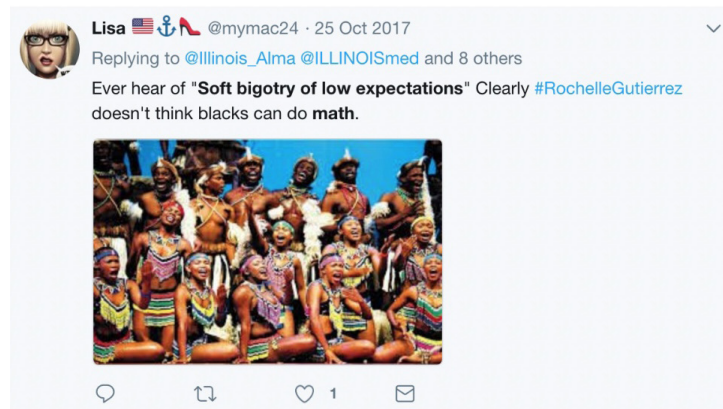 Lisa 🇺🇸⚓👠 @mymac24 · 25 Oct 2017
Replying to @Illinois_Alma @ILLINOISmed and 8 others
Ever hear of "Soft bigotry of low expectations" Clearly #RochelleGutierrez
doesn't think blacks can do math.
1